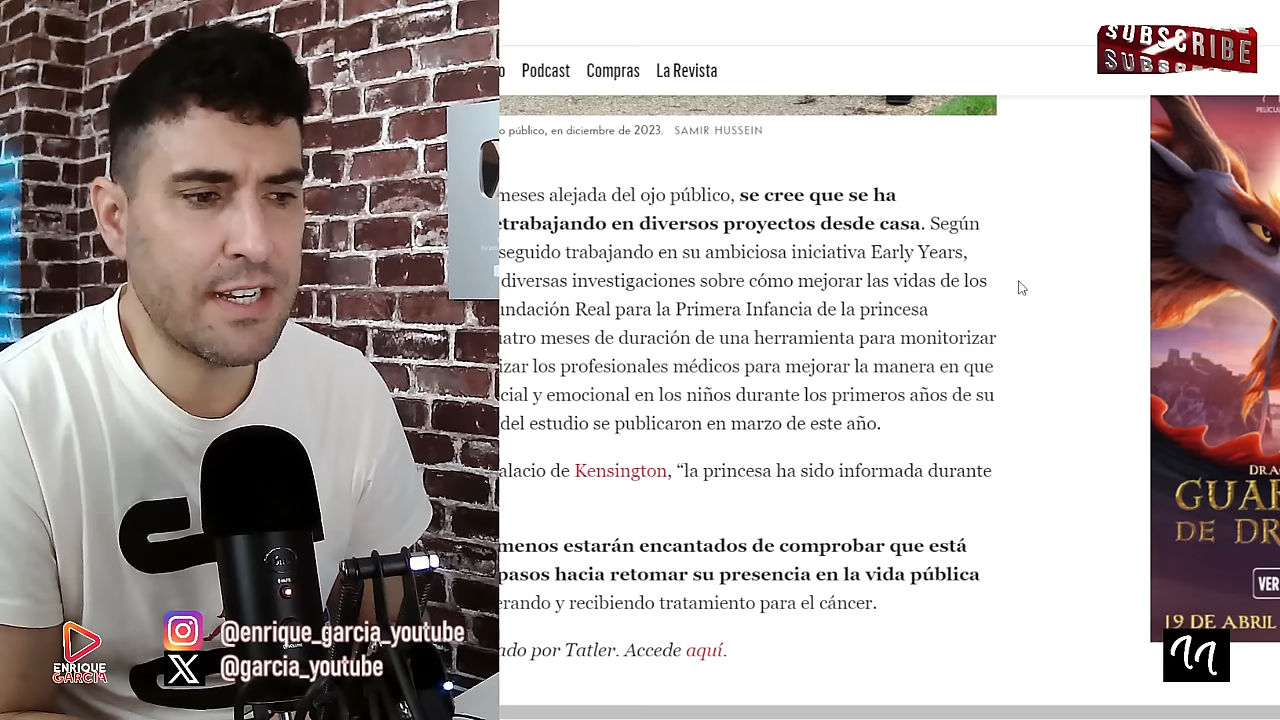 Podcast Compras La Revista
SUBSCRIBE
o público, en diciembre de 2023. SAMIR HUSSEIN
meses alejada del ojo público, se cree que se ha
trabajando en diversos proyectos desde casa. Según
seguido trabajando en su ambiciosa iniciativa Early Years,
diversas investigaciones sobre cómo mejorar las vidas de los
undación Real para la Primera Infancia de la princesa
atro meses de duración de una herramienta para monitorizar
izar los profesionales médicos para mejorar la manera en que
cial y emocional en los niños durante los primeros años de su
del estudio se publicaron en marzo de este año.
alacio de Kensington, “la princesa ha sido informada durante
menos estarán encantados de comprobar que está
pasos hacia retomar su presencia en la vida pública
erando y recibiendo tratamiento para el cáncer.
ado por Tatler. Accede aquí.
DRA
GUAR
DE DR
VER
19 DE ABRIL
@enrique_garcia_youtube
@garcia_youtube
ENRIQUE
GARCIA